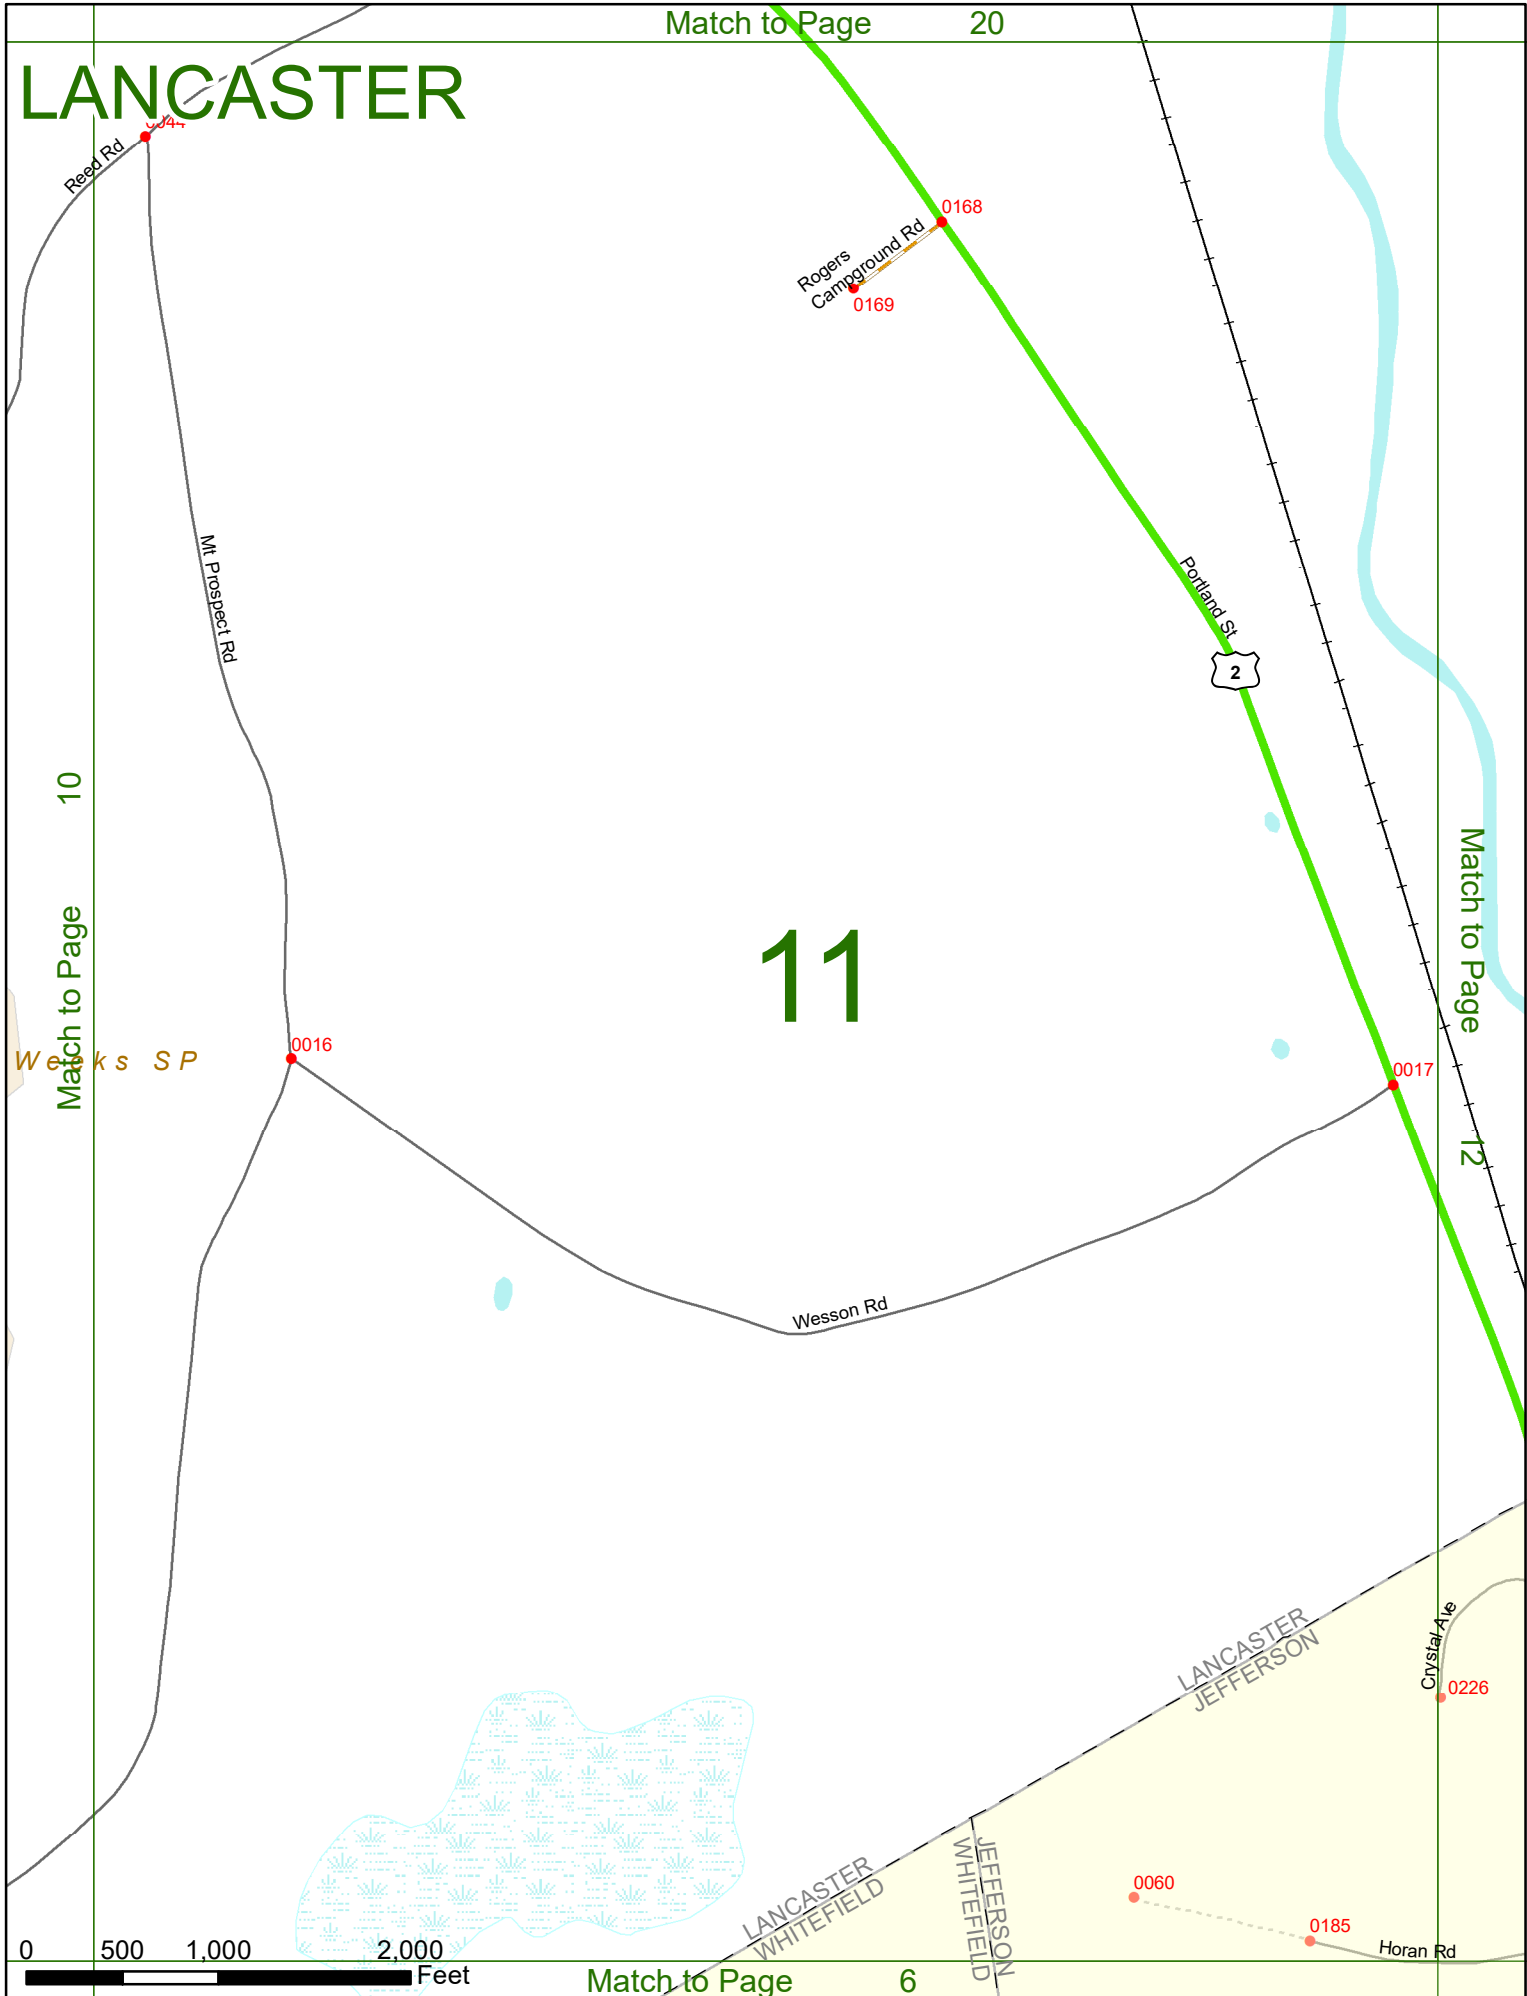 Match to Page 20
LANCASTER
0044
Reed Rd
0168
Rogers
Campground Rd
0169
Mt Prospect Rd
Portland St
2
Match to Page 10
Match to Page 12
11
Weeks SP
0016
0017
Wesson Rd
LANCASTER
JEFFERSON
Crystal Ave
0226
LANCASTER
WHITEFIELD
JEFFERSON
WHITEFIELD
0060
0185
Horan Rd
0 500 1,000 2,000
Feet
Match to Page 6